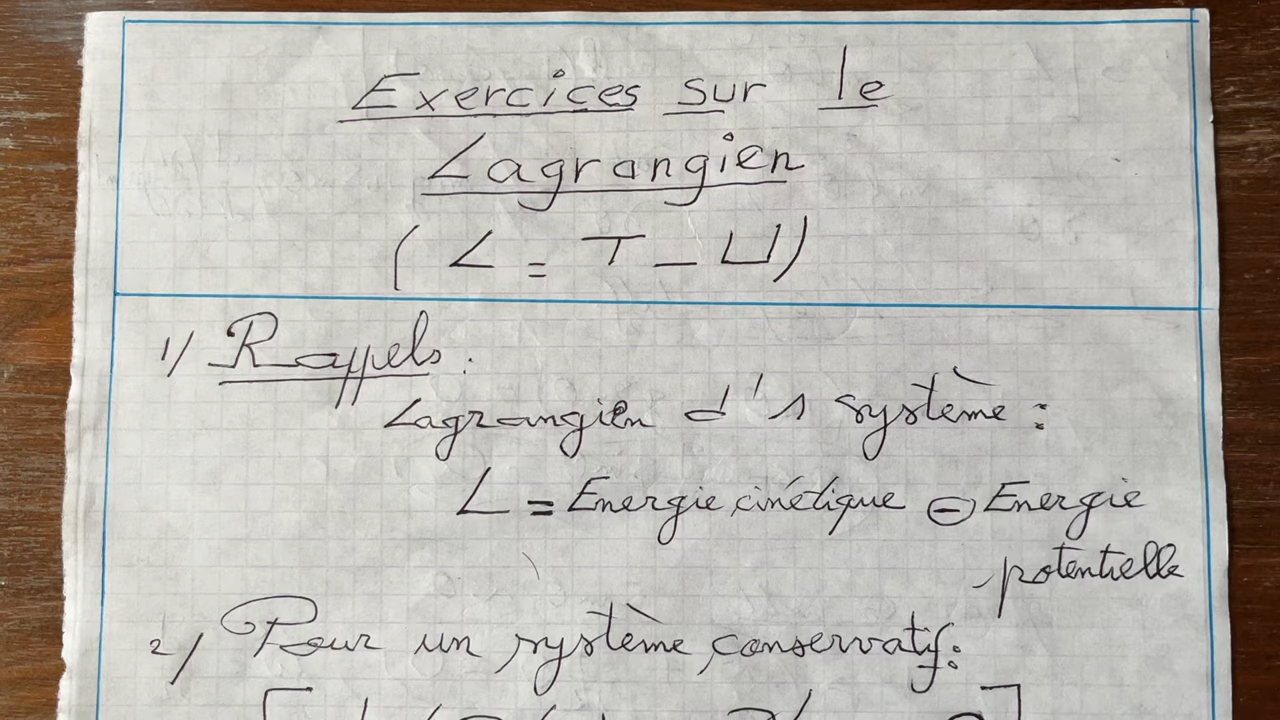 Exercices sur le
Lagrangien
( L = T - U )
1/ Rappels :
Lagrangien d'1 système :
L = Energie cinétique ⊖ Energie
potentielle
2/ Pour un système conservatif :